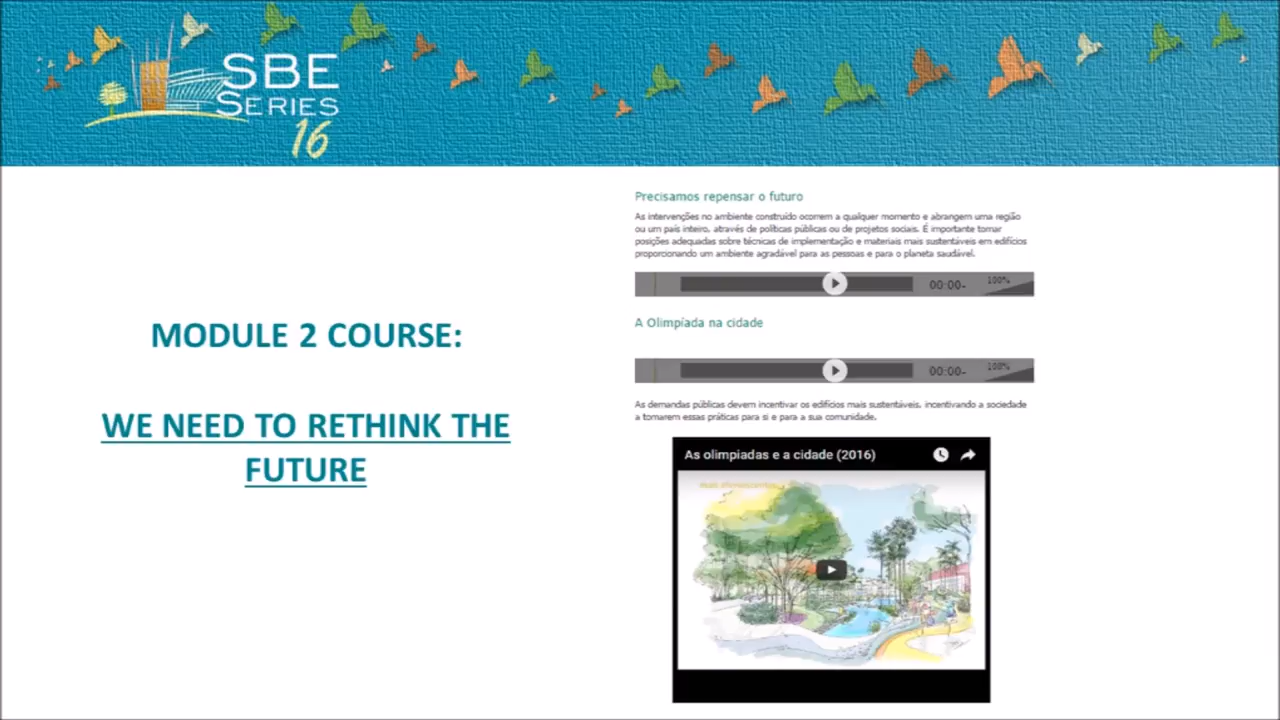 SBE
SERIES
16
MODULE 2 COURSE:
WE NEED TO RETHINK THE
FUTURE
Precisamos repensar o futuro
As intervenções no ambiente construído ocorrem a qualquer momento e abrangem uma região
ou um país inteiro, através de políticas públicas ou de projetos sociais. É importante tomar
posições adequadas sobre técnicas de implementação e materiais mais sustentáveis em edifícios
proporcionando um ambiente agradável para as pessoas e para o planeta saudável.
00:00-
100%
A Olimpíada na cidade
00:00-
100%
As demandas públicas devem incentivar os edifícios mais sustentáveis, incentivando a sociedade
a tomarem essas práticas para si e para a sua comunidade.
As olimpiadas e a cidade (2016)